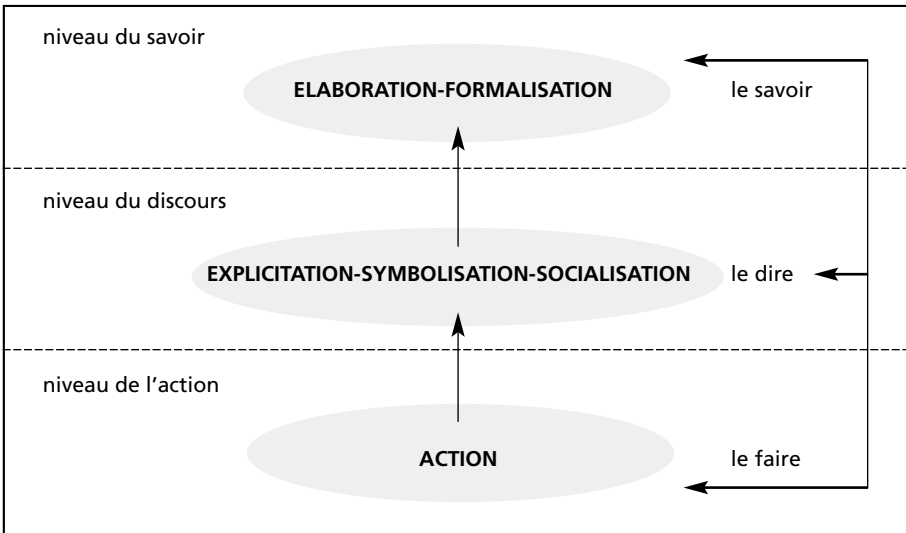 niveau du savoir
ELABORATION-FORMALISATION
le savoir
niveau du discours
EXPLICITATION-SYMBOLISATION-SOCIALISATION
le dire
niveau de l’action
ACTION
le faire